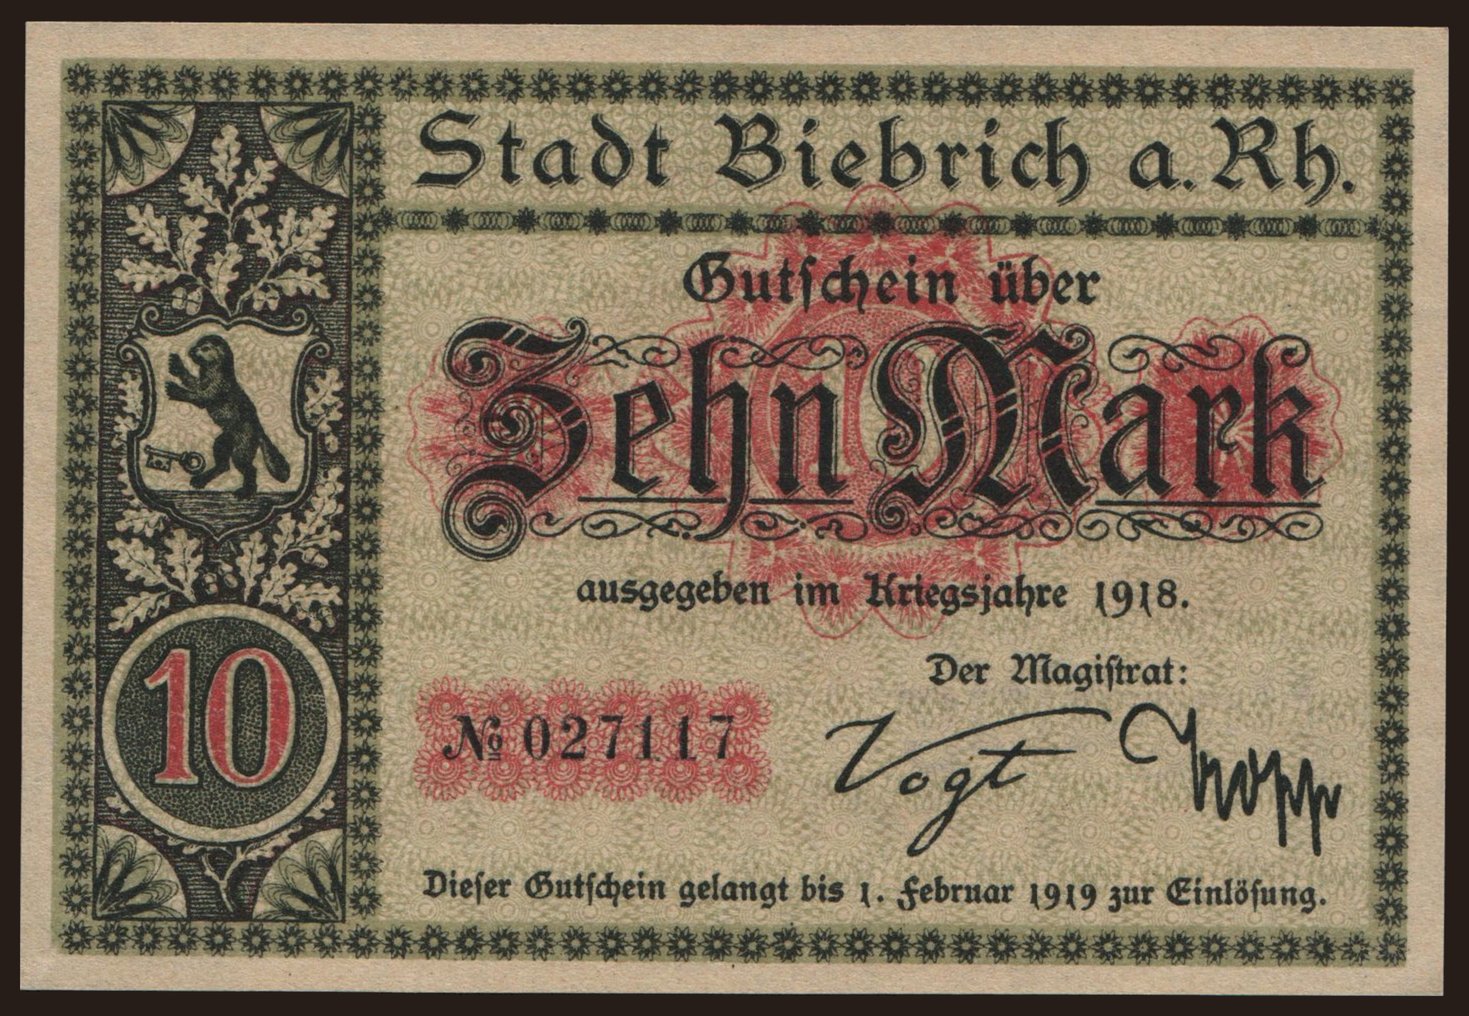 Stadt Biebrich a. Rh.
Gutschein über
Zehn Mark
ausgegeben im Kriegsjahre 1918.
Der Magistrat:
10
№ 027117
Vogt Tropp
Dieser Gutschein gelangt bis 1. Februar 1919 zur Einlösung.